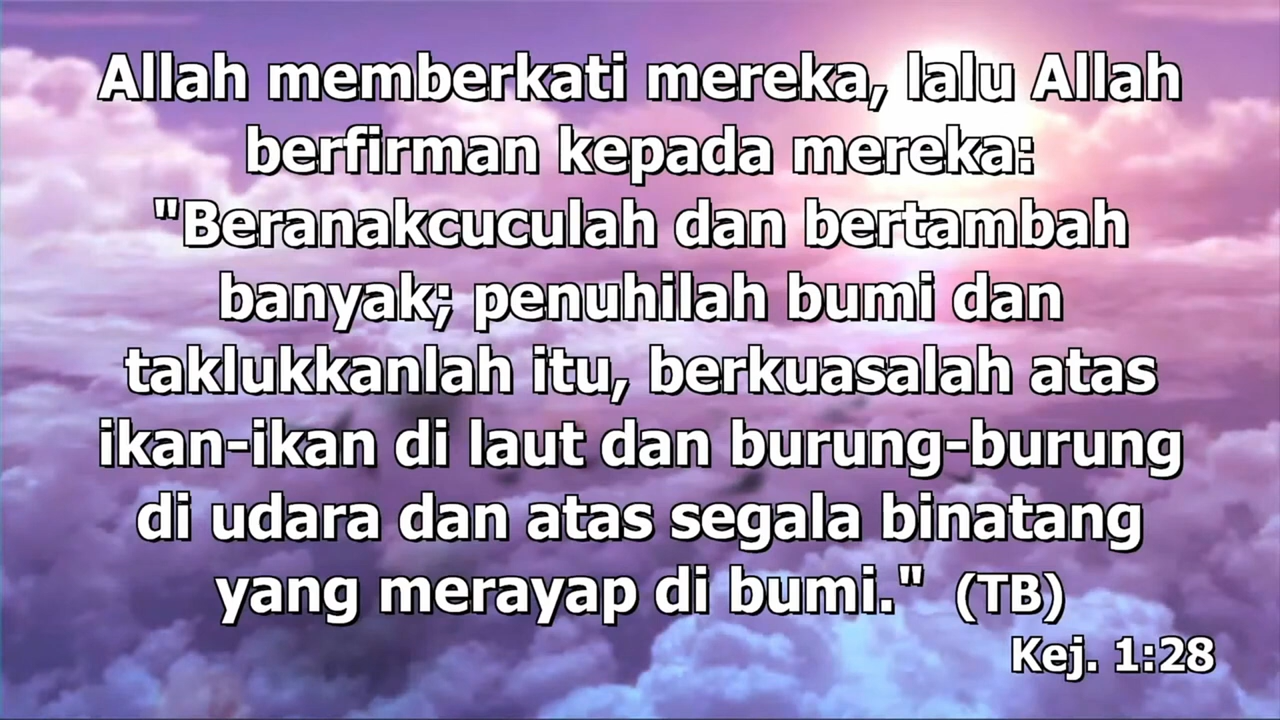 Allah memberkati mereka, lalu Allah
berfirman kepada mereka:
"Beranakcuculah dan bertambah
banyak; penuhilah bumi dan
taklukkanlah itu, berkuasalah atas
ikan-ikan di laut dan burung-burung
di udara dan atas segala binatang
yang merayap di bumi." (TB)
Kej. 1:28